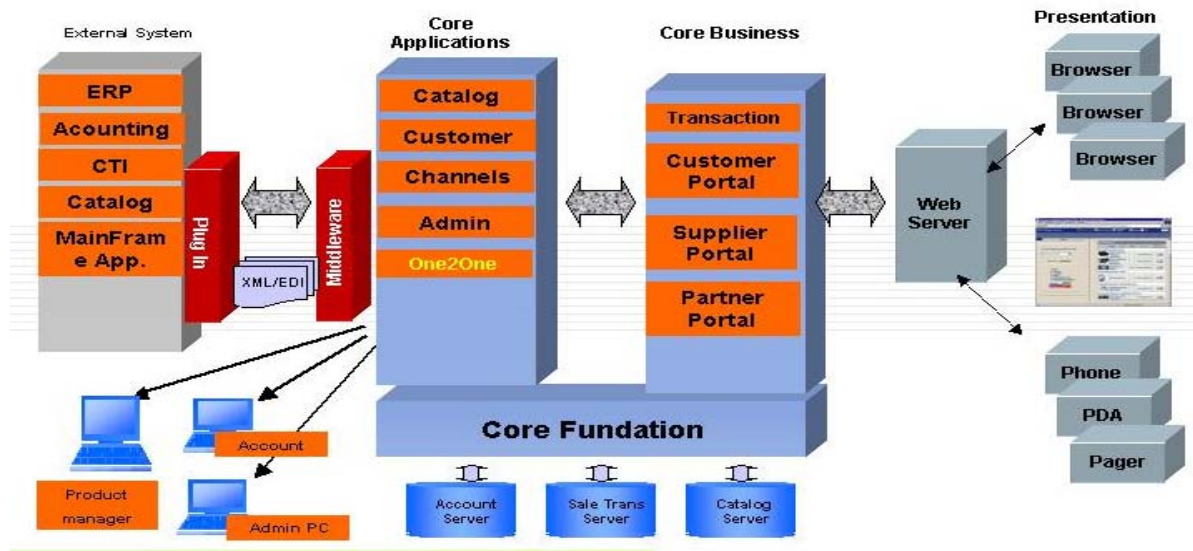 External System
ERP
Acounting
CTI
Catalog
MainFram
e App.
Plug In
XML/EDI
Middleware
Core
Applications
Catalog
Customer
Channels
Admin
One2One
Core Business
Transaction
Customer
Portal
Supplier
Portal
Partner
Portal
Web
Server
Presentation
Browser
Browser
Browser
Phone
PDA
Pager
Core Fundation
Account
Server
Sale Trans
Server
Catalog
Server
Product
manager
Account
Admin PC